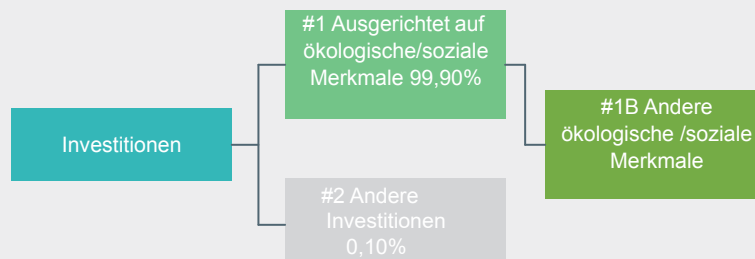 #1 Ausgerichtet auf
ökologische/soziale
Merkmale 99,90%
#1B Andere
ökologische /soziale
Merkmale
Investitionen
#2 Andere
Investitionen
0,10%